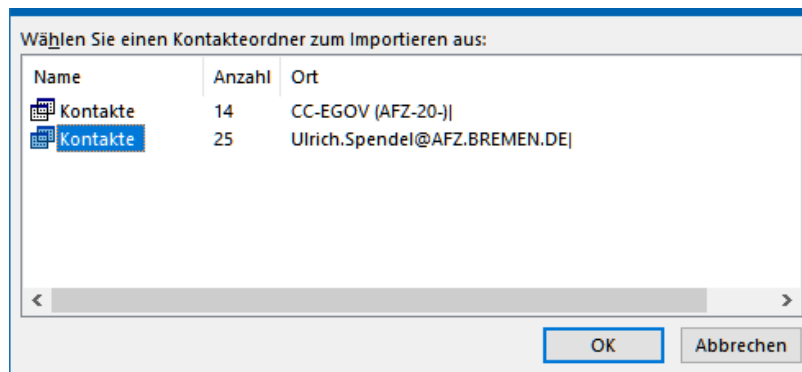 Wählen Sie einen Kontakteordner zum Importieren aus:
Name Anzahl Ort
Kontakte 14 CC-EGOV (AFZ-20-)|
Kontakte 25 Ulrich.Spendel@AFZ.BREMEN.DE|
OK Abbrechen